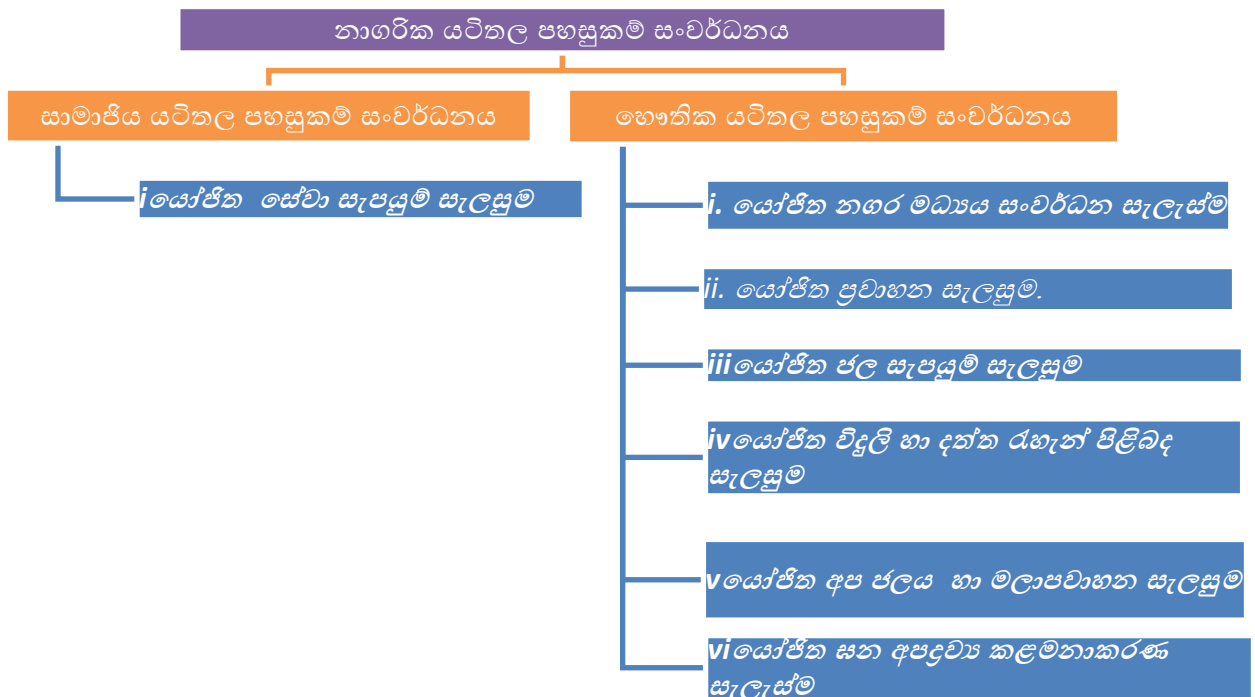 නාගරික යටිතල පහසුකම් සංවර්ධනය
සාමාජිය යටිතල පහසුකම් සංවර්ධනය
භෞතික යටිතල පහසුකම් සංවර්ධනය
iයෝජිත සේවා සැපයුම් සැලසුම
i. යෝජිත නගර මධ්‍යය සංවර්ධන සැලැස්ම
ii. යෝජිත ප්‍රවාහන සැලසුම.
iiiයෝජිත ජල සැපයුම් සැලසුම
ivයෝජිත විදුලි හා දත්ත රැහැන් පිළිබද
සැලසුම
vයෝජිත අප ජලය හා මලාපවාහන සැලසුම
viයෝජිත ඝන අපද්‍රව්‍ය කළමනාකරණ
සැලැස්ම